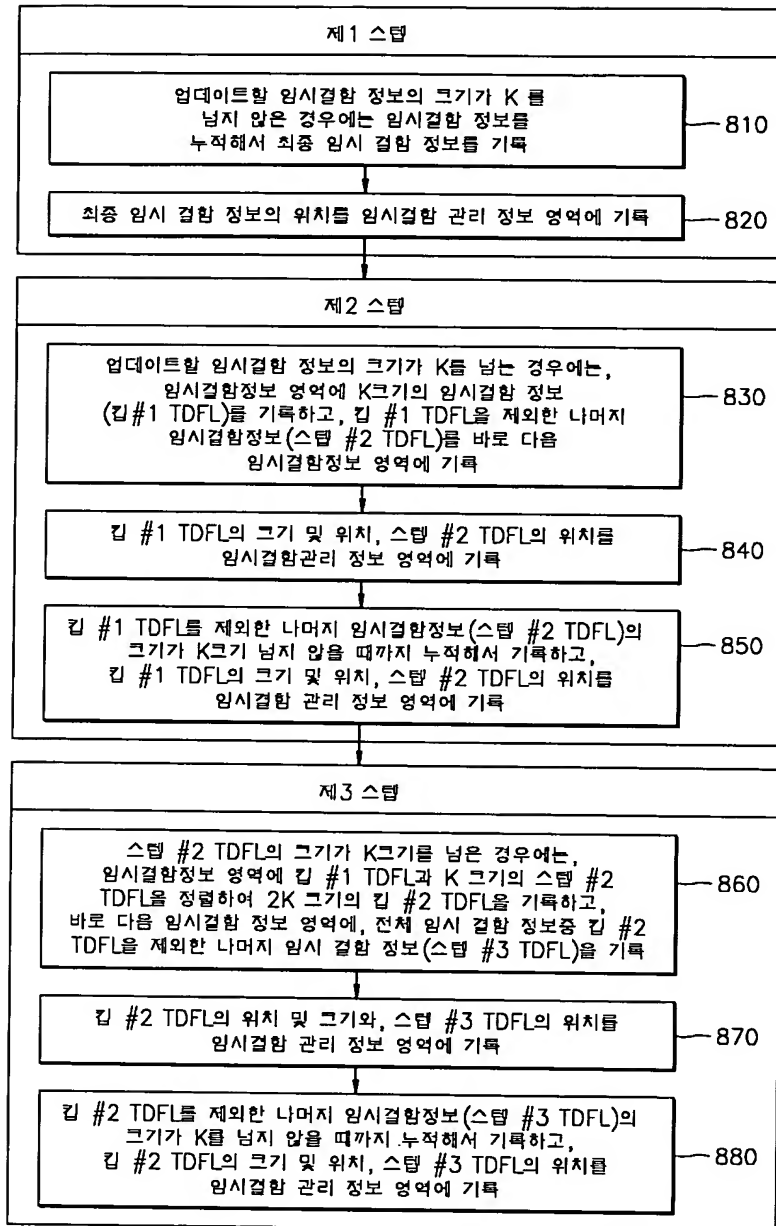 제1 스텝
업데이트할 임시결함 정보의 크기가 K 를
넘지 않은 경우에는 임시결함 정보를
누적해서 최종 임시 결함 정보를 기록
810
최종 임시 결함 정보의 위치를 임시결함 관리 정보 영역에 기록
820
제2 스텝
업데이트할 임시결함 정보의 크기가 K를 넘는 경우에는,
임시결함정보 영역에 K크기의 임시결함 정보
(킵#1 TDFL)를 기록하고, 킵 #1 TDFL을 제외한 나머지
임시결함정보(스텝 #2 TDFL)를 바로 다음
임시결함정보 영역에 기록
830
킵 #1 TDFL의 크기 및 위치, 스텝 #2 TDFL의 위치를
임시결함관리 정보 영역에 기록
840
킵 #1 TDFL를 제외한 나머지 임시결함정보(스텝 #2 TDFL)의
크기가 K크기 넘지 않을 때까지 누적해서 기록하고,
킵 #1 TDFL의 크기 및 위치, 스텝 #2 TDFL의 위치를
임시결함 관리 정보 영역에 기록
850
제3 스텝
스텝 #2 TDFL의 크기가 K크기를 넘은 경우에는,
임시결함정보 영역에 킵 #1 TDFL과 K 크기의 스텝 #2
TDFL을 정렬하여 2K 크기의 킵 #2 TDFL을 기록하고,
바로 다음 임시결함 정보 영역에, 전체 임시 결함 정보중 킵 #2
TDFL을 제외한 나머지 임시 결함 정보(스텝 #3 TDFL)을 기록
860
킵 #2 TDFL의 위치 및 크기와, 스텝 #3 TDFL의 위치를
임시결함 관리 정보 영역에 기록
870
킵 #2 TDFL를 제외한 나머지 임시결함정보(스텝 #3 TDFL)의
크기가 K를 넘지 않을 때까지 누적해서 기록하고,
킵 #2 TDFL의 크기 및 위치, 스텝 #3 TDFL의 위치를
임시결함 관리 정보 영역에 기록
880